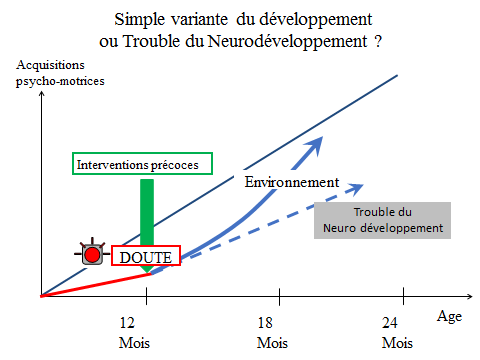 Simple variante du développement
ou Trouble du Neurodéveloppement ?
Acquisitions
psycho-motrices
Interventions précoces
Environnement
Trouble du
Neuro développement
DOUTE
Age
12
Mois
18
Mois
24
Mois